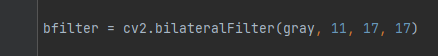 bfilter = cv2.bilateralFilter(gray, 11, 17, 17)